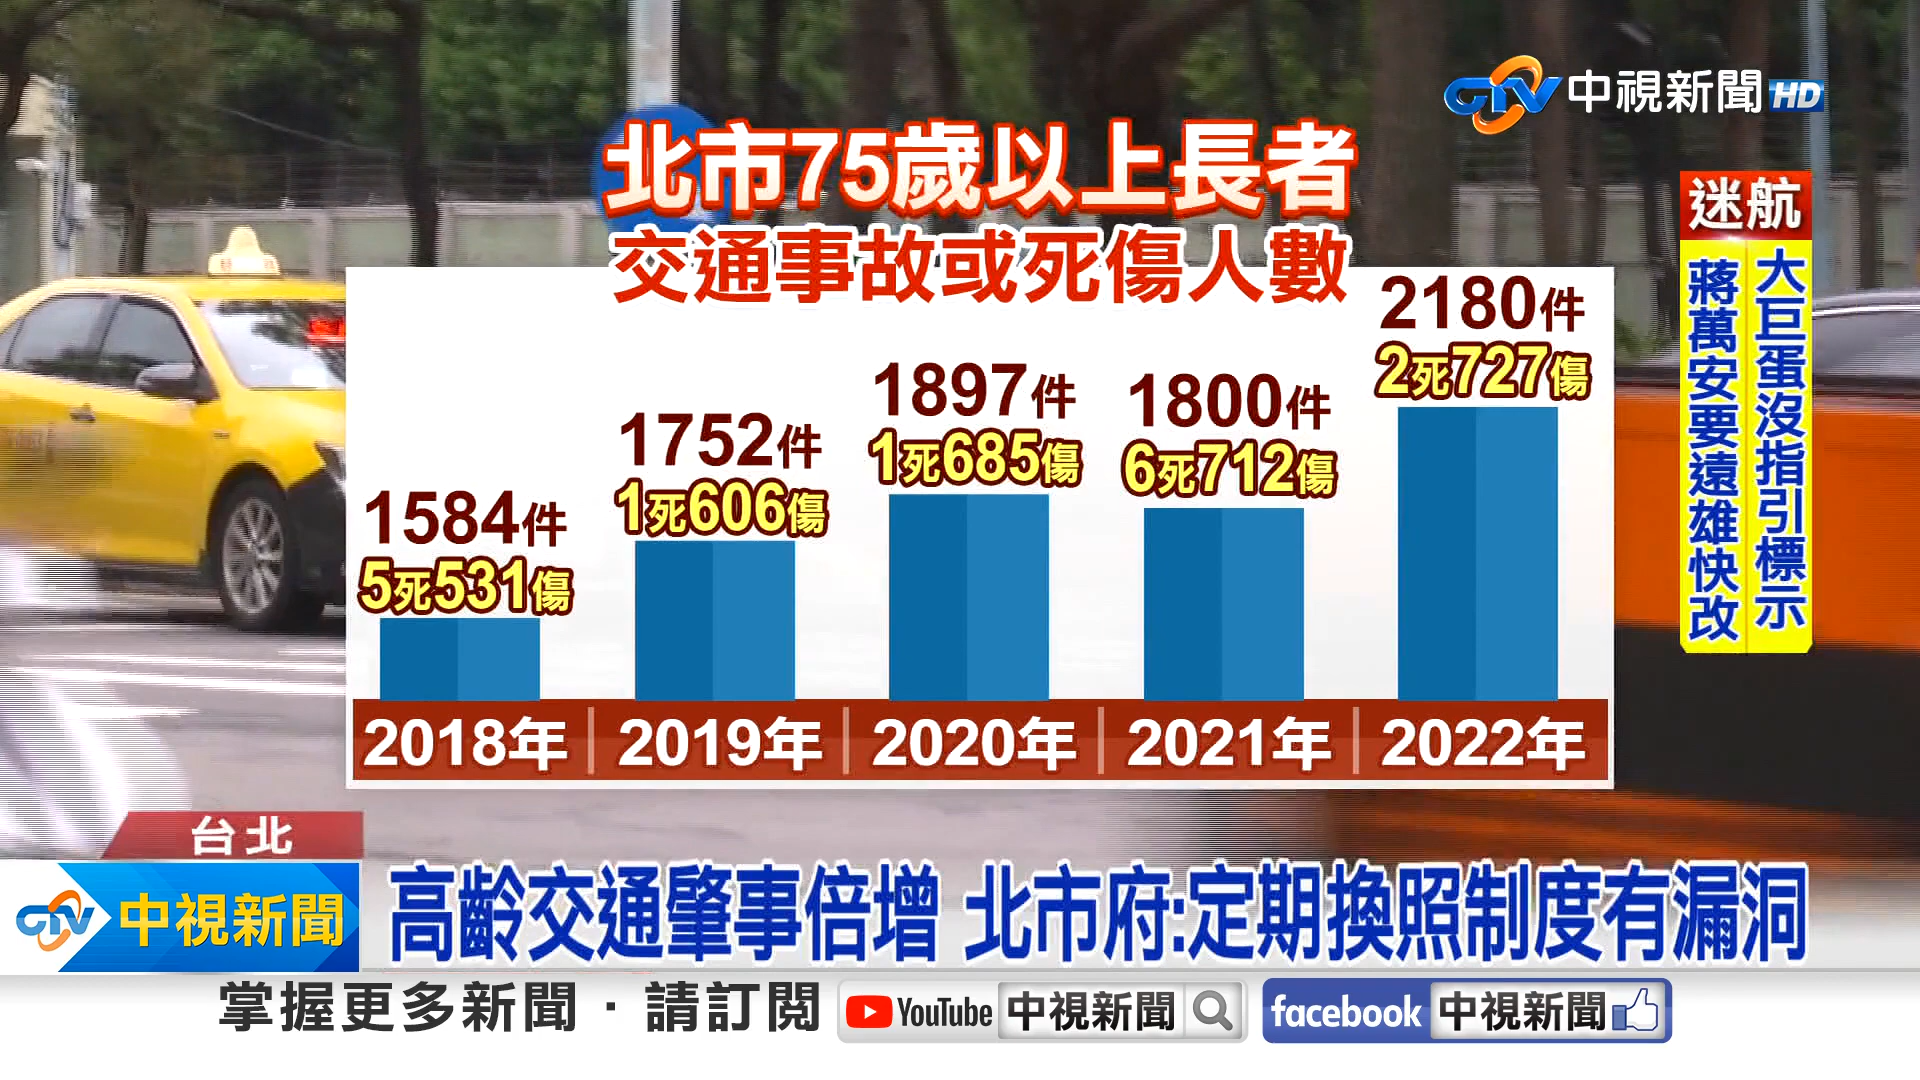 CTV 中視新聞 HD
北市75歲以上長者
交通事故或死傷人數
1584件
5死531傷
1752件
1死606傷
1897件
1死685傷
1800件
6死712傷
2180件
2死727傷
2018年
2019年
2020年
2021年
2022年
迷航
大巨蛋沒指引標示
蔣萬安要遠雄快改
台北
CTV 中視新聞
高齡交通肇事倍增 北市府:定期換照制度有漏洞
掌握更多新聞·請訂閱 YouTube 中視新聞 facebook 中視新聞